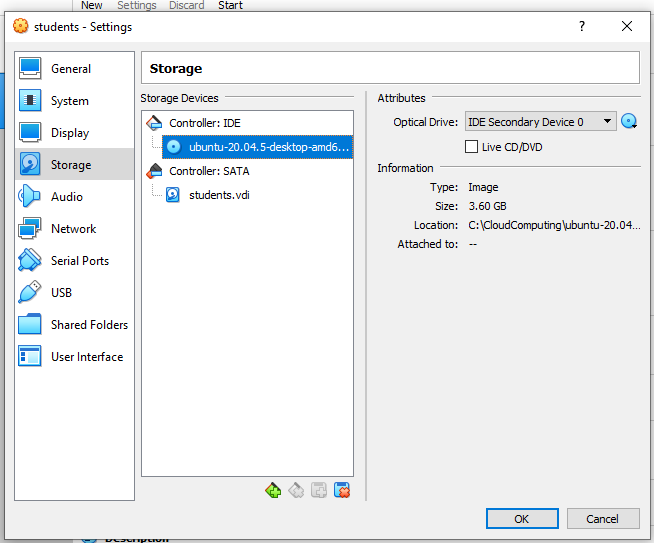 New Settings Discard Start
students - Settings
? 
General
System
Display
Storage
Audio
Network
Serial Ports
USB
Shared Folders
User Interface
Storage
Storage Devices
Controller: IDE
ubuntu-20.04.5-desktop-amd6...
Controller: SATA
students.vdi
Attributes
Optical Drive: IDE Secondary Device 0
Live CD/DVD
Information
Type: Image
Size: 3.60 GB
Location: C:\CloudComputing\ubuntu-20.04...
Attached to: --
OK Cancel
Description